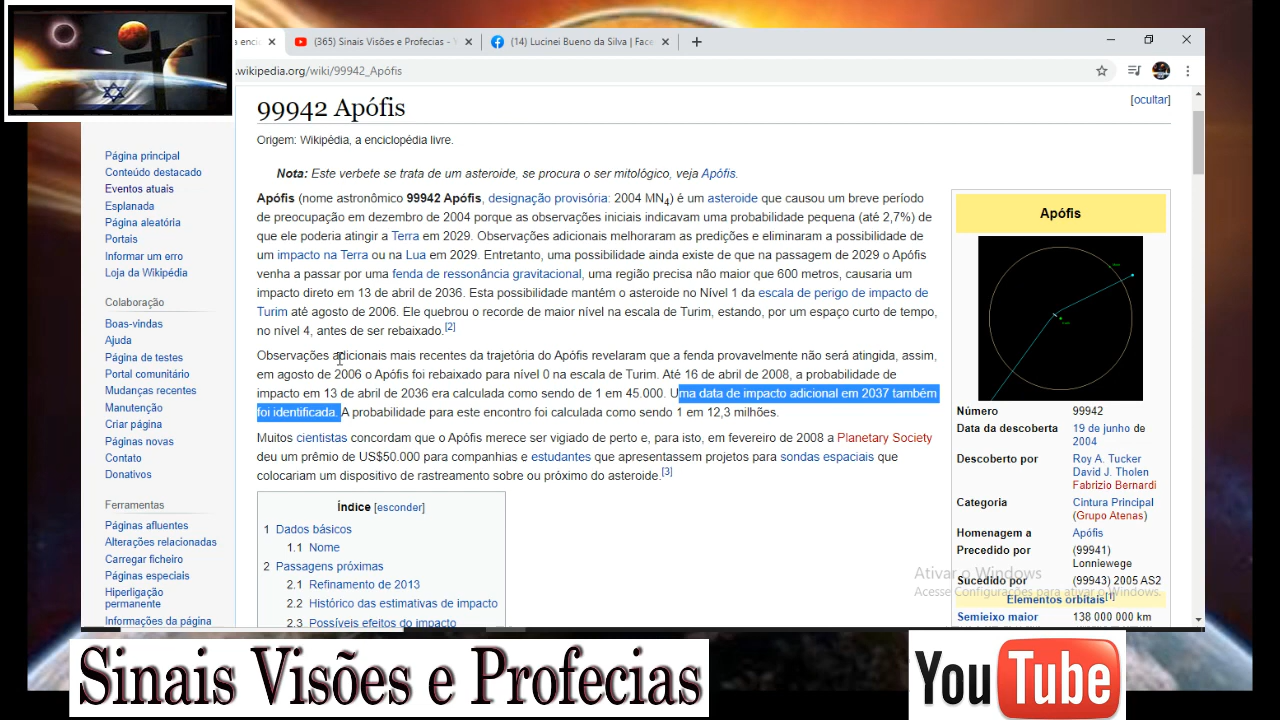 a enci
(365) Sinais Visões e Profecias -
(14) Lucinei Bueno da Silva | Face
.wikipedia.org/wiki/99942_Apófis
99942 Apófis
[ocultar]
Origem: Wikipédia, a enciclopédia livre.
Nota: Este verbete se trata de um asteroide, se procura o ser mitológico, veja Apófis.
Apófis (nome astronômico 99942 Apófis, designação provisória: 2004 MN4) é um asteroide que causou um breve período
de preocupação em dezembro de 2004 porque as observações iniciais indicavam uma probabilidade pequena (até 2,7%) de
que ele poderia atingir a Terra em 2029. Observações adicionais melhoraram as predições e eliminaram a possibilidade de
um impacto na Terra ou na Lua em 2029. Entretanto, uma possibilidade ainda existe de que na passagem de 2029 o Apófis
venha a passar por uma fenda de ressonância gravitacional, uma região precisa não maior que 600 metros, causaria um
impacto direto em 13 de abril de 2036. Esta possibilidade mantém o asteroide no Nível 1 da escala de perigo de impacto de
Turim até agosto de 2006. Ele quebrou o recorde de maior nível na escala de Turim, estando, por um espaço curto de tempo,
no nível 4, antes de ser rebaixado.[2]
Observações adicionais mais recentes da trajetória do Apófis revelaram que a fenda provavelmente não será atingida, assim,
em agosto de 2006 o Apófis foi rebaixado para nível 0 na escala de Turim. Até 16 de abril de 2008, a probabilidade de
impacto em 13 de abril de 2036 era calculada como sendo de 1 em 45.000. Uma data de impacto adicional em 2037 também
foi identificada. A probabilidade para este encontro foi calculada como sendo 1 em 12,3 milhões.
Muitos cientistas concordam que o Apófis merece ser vigiado de perto e, para isto, em fevereiro de 2008 a Planetary Society
deu um prêmio de US$50.000 para companhias e estudantes que apresentassem projetos para sondas espaciais que
colocariam um dispositivo de rastreamento sobre ou próximo do asteroide.[3]
Índice [esconder]
1 Dados básicos
1.1 Nome
2 Passagens próximas
2.1 Refinamento de 2013
2.2 Histórico das estimativas de impacto
2.3 Possíveis efeitos do impacto
Página principal
Conteúdo destacado
Eventos atuais
Esplanada
Página aleatória
Portais
Informar um erro
Loja da Wikipédia
Colaboração
Boas-vindas
Ajuda
Página de testes
Portal comunitário
Mudanças recentes
Manutenção
Criar página
Páginas novas
Contato
Donativos
Ferramentas
Páginas afluentes
Alterações relacionadas
Carregar ficheiro
Páginas especiais
Hiperligação
permanente
Informações da página
Apófis
Número 99942
Data da descoberta 19 de junho de
2004
Descoberto por Roy A. Tucker
David J. Tholen
Fabrizio Bernardi
Categoria Cintura Principal
(Grupo Atenas)
Homenagem a Apófis
Precedido por (99941)
Lonniewege
Sucedido por (99943) 2005 AS2
Elementos orbitais[1]
Semieixo maior 138 000 000 km
Ativar o Windows
Acesse Configurações para ativar o Windows.
Sinais Visões e Profecias
YouTube